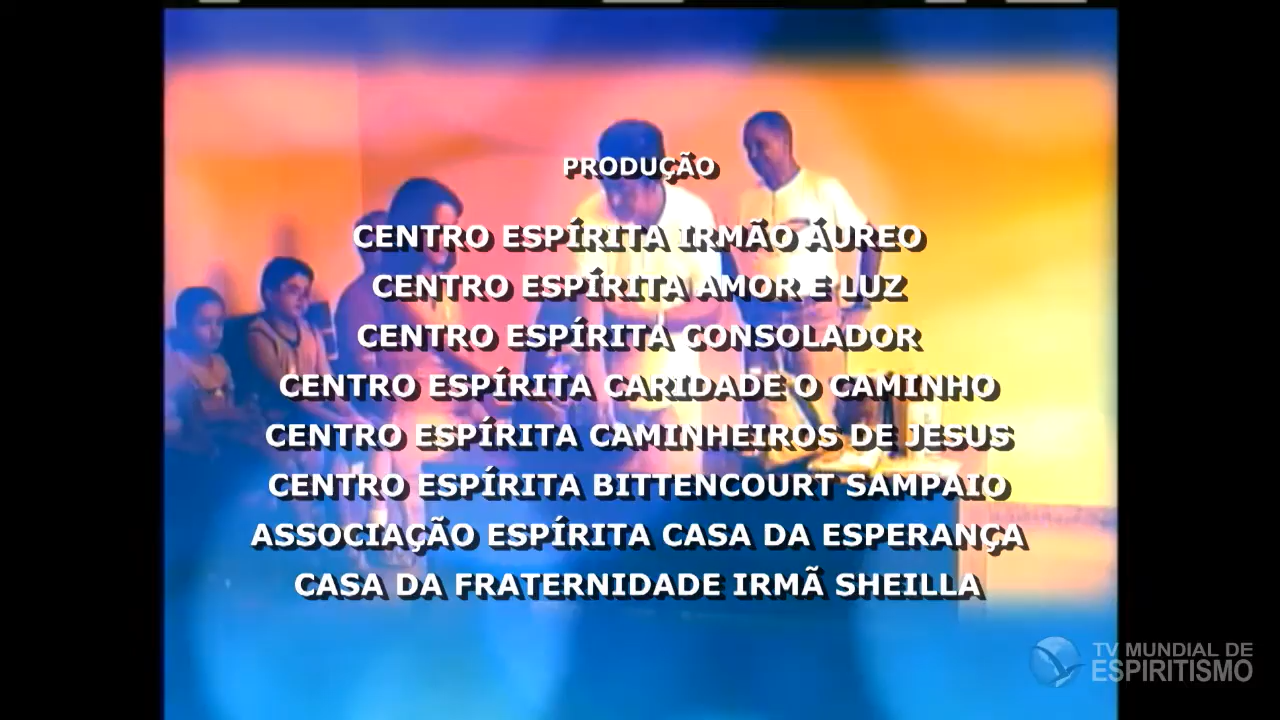 PRODUÇÃO
CENTRO ESPÍRITA IRMÃO ÁUREO
CENTRO ESPÍRITA AMOR E LUZ
CENTRO ESPÍRITA CONSOLADOR
CENTRO ESPÍRITA CARIDADE O CAMINHO
CENTRO ESPÍRITA CAMINHEIROS DE JESUS
CENTRO ESPÍRITA BITTENCOURT SAMPAIO
ASSOCIAÇÃO ESPÍRITA CASA DA ESPERANÇA
CASA DA FRATERNIDADE IRMÃ SHEILLA
TV MUNDIAL DE
ESPIRITISMO